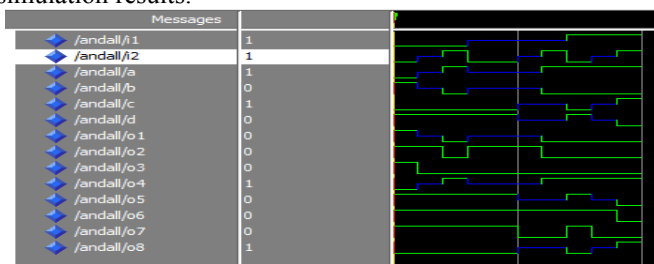 simulation results.
Messages
/andall/i1 1
/andall/i2 1
/andall/a 1
/andall/b 0
/andall/c 1
/andall/d 0
/andall/o1 0
/andall/o2 0
/andall/o3 0
/andall/o4 1
/andall/o5 0
/andall/o6 0
/andall/o7 0
/andall/o8 1